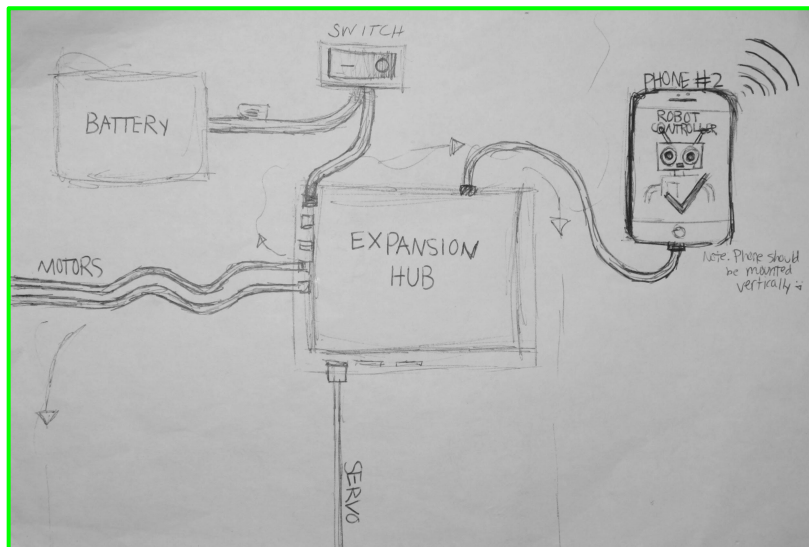 SWITCH
BATTERY
PHONE #2
ROBOT
CONTROLLER
EXPANSION
HUB
MOTORS
Note. Phone should
be mounted
vertically
SERVO